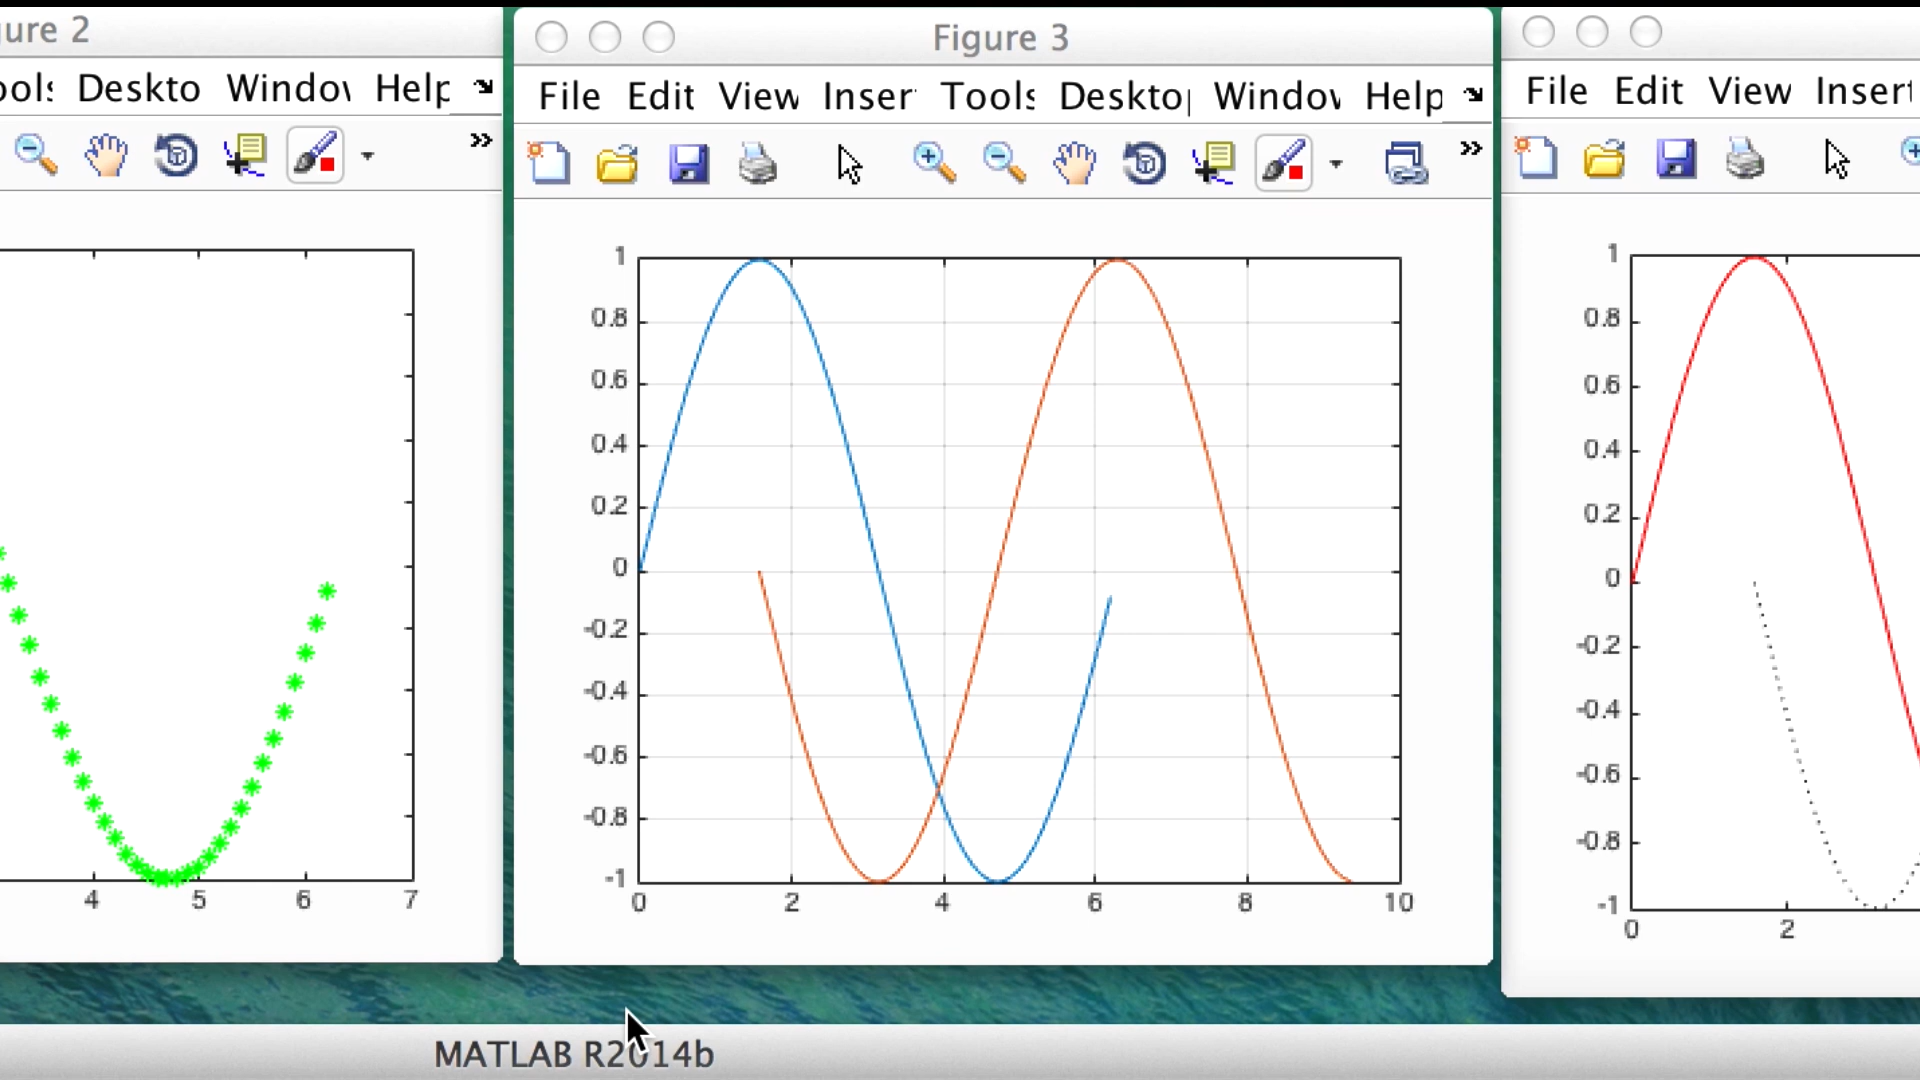 ure 2
ools Deskto Windov Help
4 5 6 7
Figure 3
File Edit View Inser Tools Desktop Windov Help
1
0.8
0.6
0.4
0.2
0
-0.2
-0.4
-0.6
-0.8
-1
0 2 4 6 8 10
File Edit View Insert
1
0.8
0.6
0.4
0.2
0
-0.2
-0.4
-0.6
-0.8
-1
0 2
MATLAB R2014b